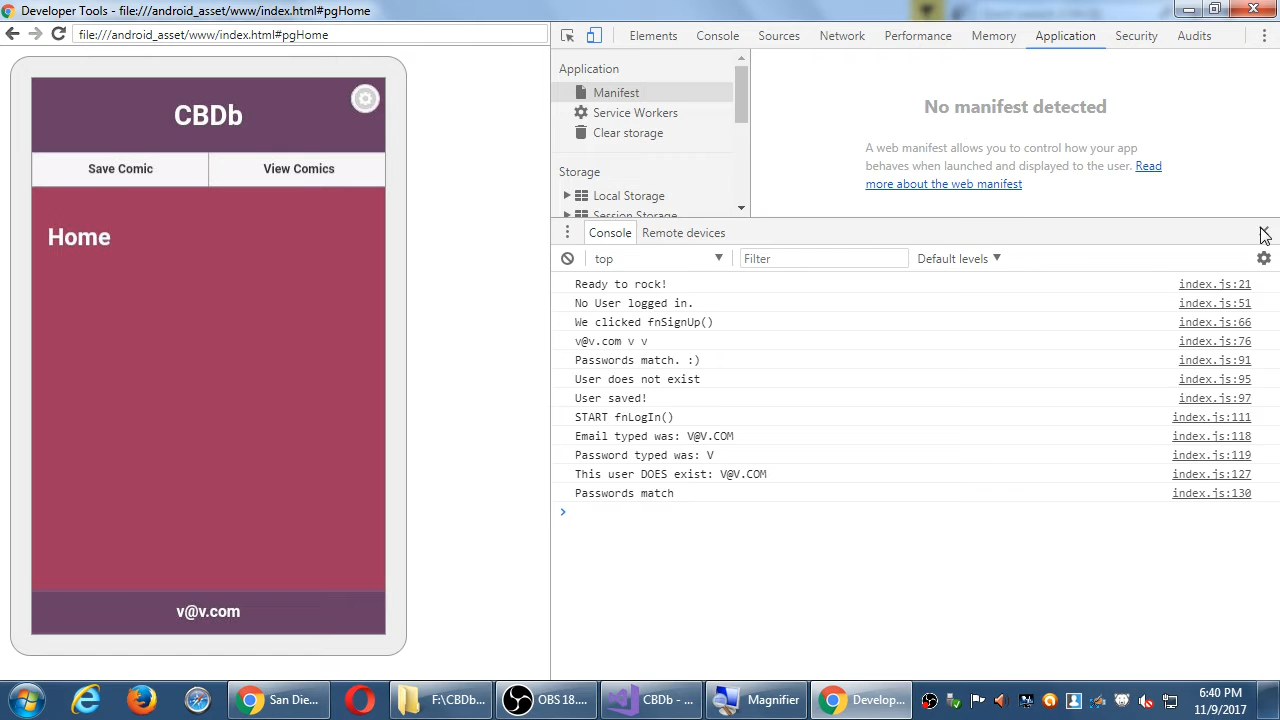 Developer Tools - file:///android_asset/www/index.html#pgHome
file:///android_asset/www/index.html#pgHome
Elements Console Sources Network Performance Memory Application Security Audits
CBDb
Save Comic View Comics
Home
v@v.com
Application
Manifest
Service Workers
Clear storage
Storage
Local Storage
Session Storage
No manifest detected
A web manifest allows you to control how your app
behaves when launched and displayed to the user. Read
more about the web manifest
Console Remote devices
top Filter Default levels
Ready to rock! index.js:21
No User logged in. index.js:51
We clicked fnSignUp() index.js:66
v@v.com v v index.js:76
Passwords match. :) index.js:91
User does not exist index.js:95
User saved! index.js:97
START fnLogIn() index.js:111
Email typed was: V@V.COM index.js:118
Password typed was: V index.js:119
This user DOES exist: V@V.COM index.js:127
Passwords match index.js:130
San Die... F:\CBDb... OBS 18.... CBDb - ... Magnifier Develop...
6:40 PM
11/9/2017